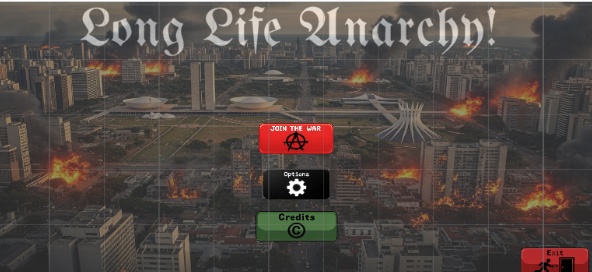 Long Life Anarchy!
JOIN THE WAR
Options
Credits
©
Exit